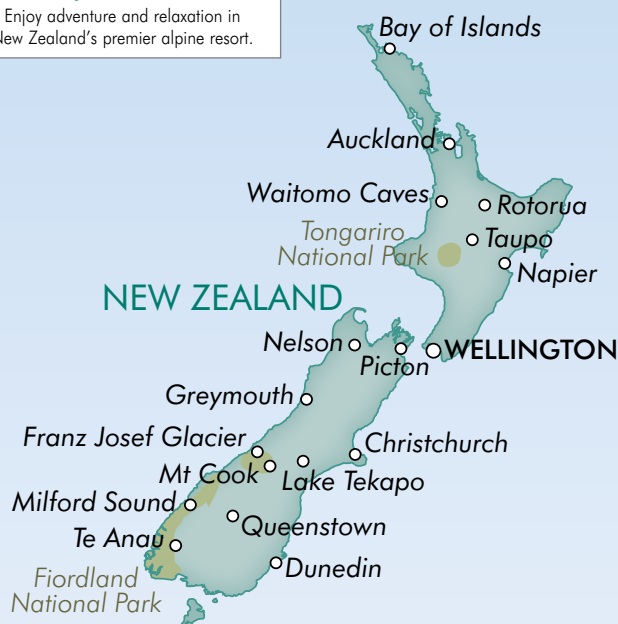 Enjoy adventure and relaxation in
New Zealand's premier alpine resort.
Bay of Islands
Auckland
Waitomo Caves
Rotorua
Tongariro
National Park
Taupo
Napier
NEW ZEALAND
Nelson
Picton
WELLINGTON
Greymouth
Franz Josef Glacier
Christchurch
Mt Cook
Lake Tekapo
Milford Sound
Queenstown
Te Anau
Dunedin
Fiordland
National Park